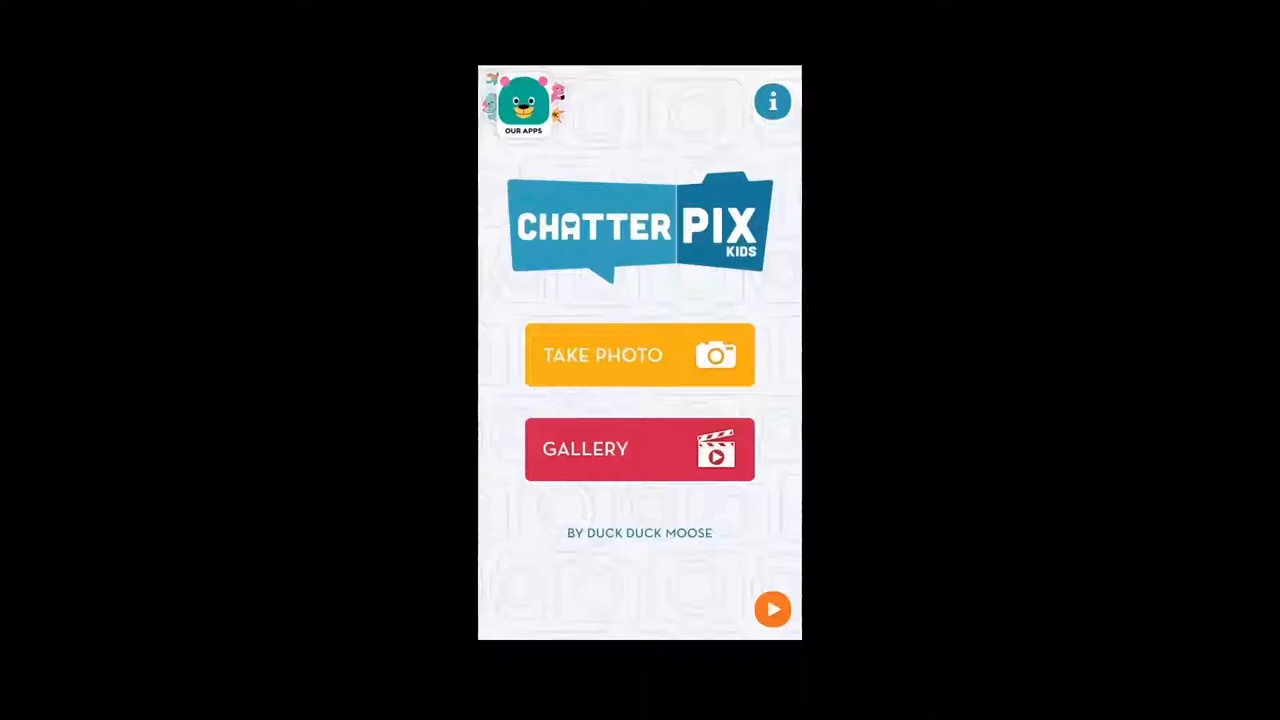 OUR APPS
i
CHATTER PIX
KIDS
TAKE PHOTO
GALLERY
BY DUCK DUCK MOOSE